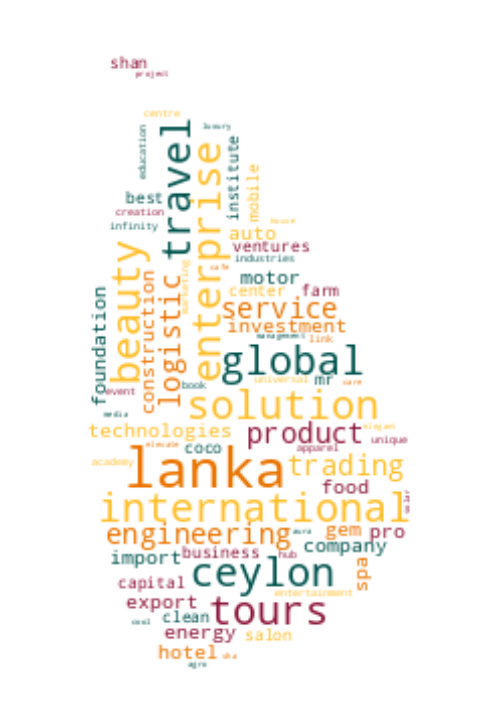 shan
project
centre
luxury
education
travel
enterprise
institute
mobile
best
creation
infinity
house
auto
ventures
beauty
industries
cafe
motor
construction
logistic
marketing
center
farm
foundation
service
investment
management
link
global
universal
mr
care
book
event
solution
media
technologies
product
elegant
unique
elevate
coco
apparel
academy
lanka
trading
food
solar
international
engineering
aura
gem
pro
company
import
business
hub
spa
ceylon
capital
entertainment
export
tours
clean
cool
energy
salon
hotel
agro